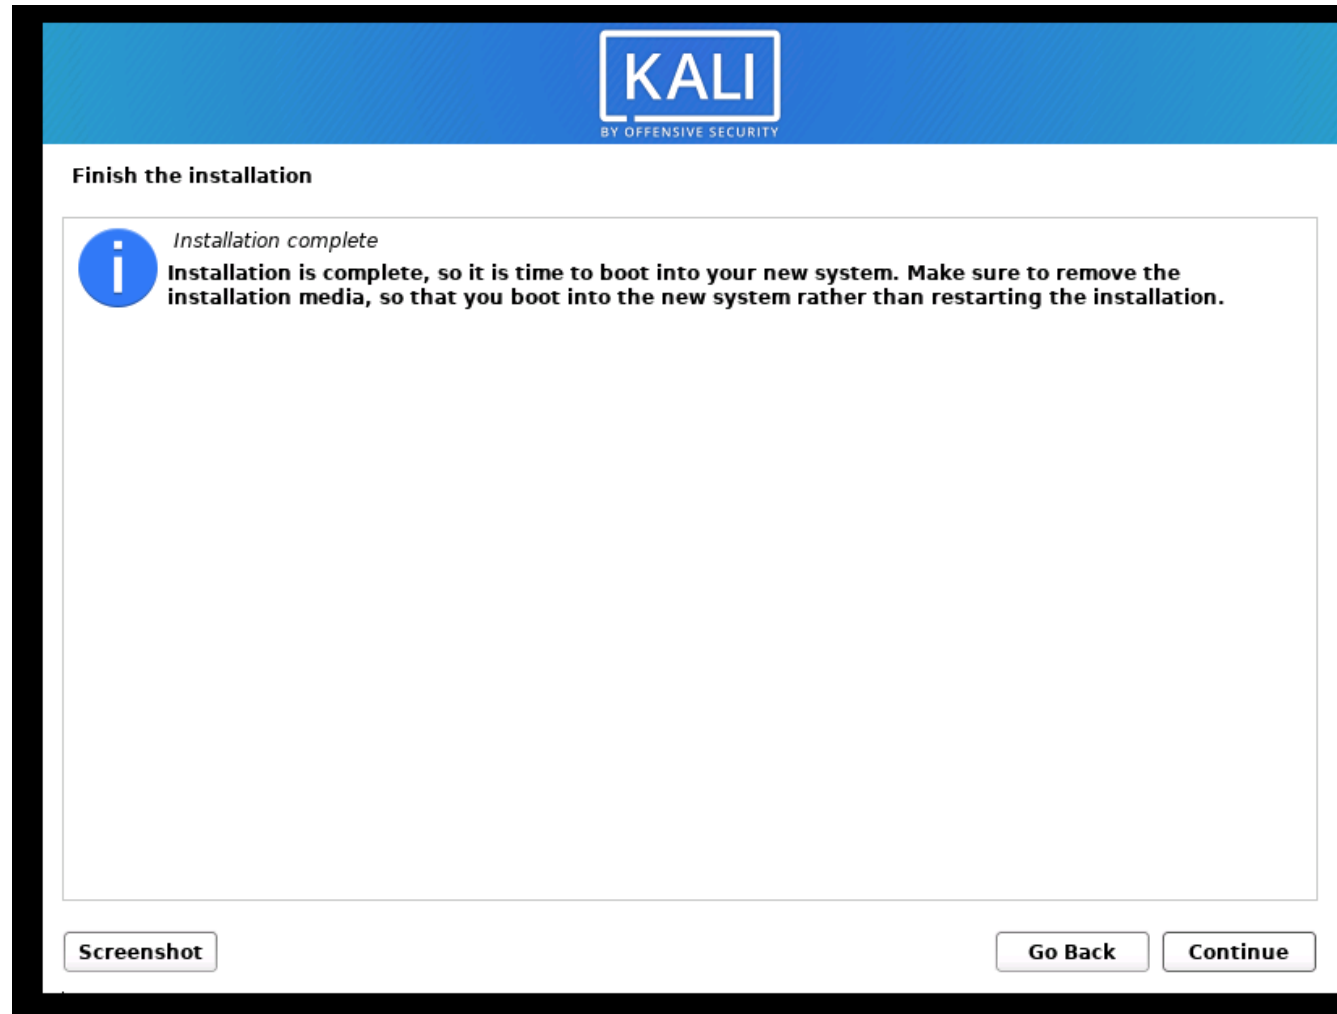 KALI
BY OFFENSIVE SECURITY
Finish the installation
Installation complete
Installation is complete, so it is time to boot into your new system. Make sure to remove the
installation media, so that you boot into the new system rather than restarting the installation.
Screenshot
Go Back
Continue